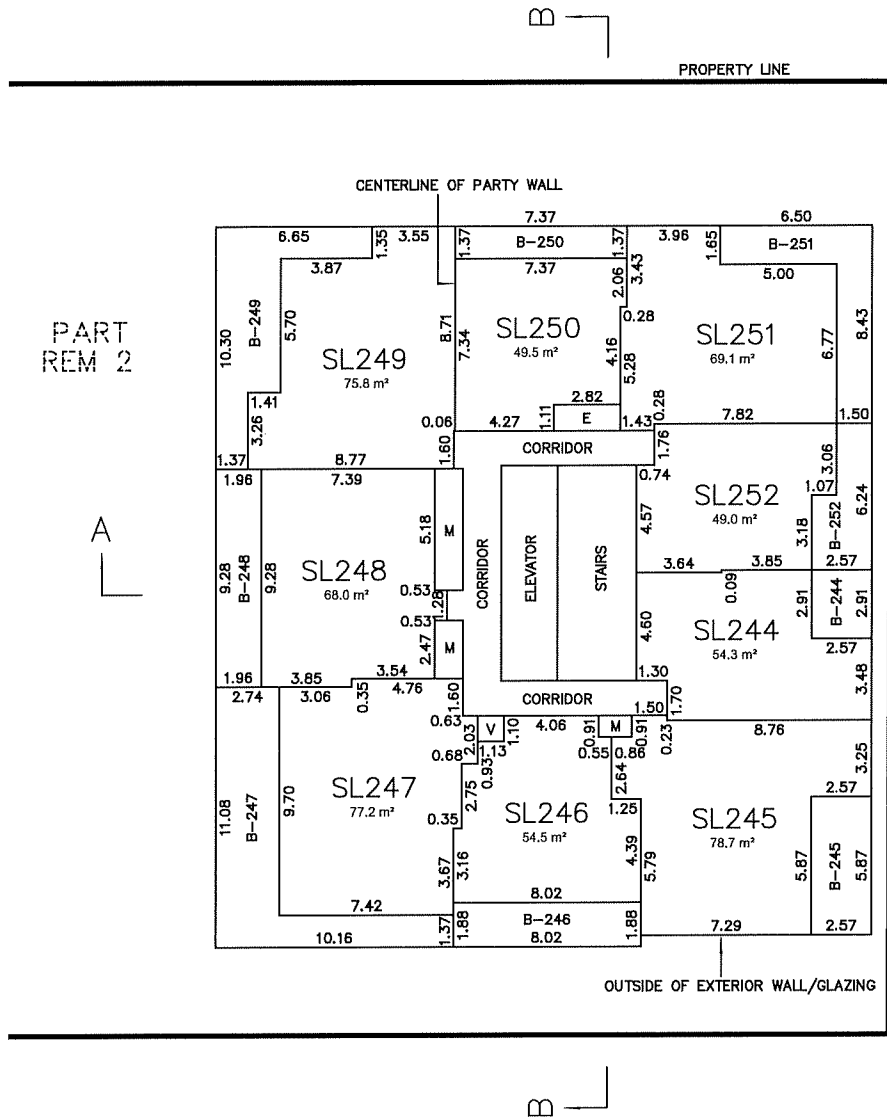 B
PROPERTY LINE
CENTERLINE OF PARTY WALL
7.37
6.50
6.65
1.35
3.55
1.37
B-250
1.37
3.96
1.65
B-251
3.87
7.37
5.00
2.06
3.43
B-249
10.30
5.70
8.71
7.34
SL250
49.5 m²
0.28
SL251
69.1 m²
6.77
8.43
PART
REM 2
SL249
75.8 m²
4.16
5.28
1.41
2.82
3.26
0.06
4.27
1.11
E
1.43
0.28
7.82
1.50
1.37
8.77
1.60
CORRIDOR
1.76
3.06
1.96
7.39
0.74
1.07
6.24
A
5.18
M
4.57
SL252
49.0 m²
3.18
B-252
9.28
B-248
9.28
SL248
68.0 m²
CORRIDOR
ELEVATOR
STAIRS
3.64
3.85
2.57
0.53
1.28
0.09
0.53
2.91
B-244
2.91
2.47
M
4.60
SL244
54.3 m²
2.57
1.96
3.85
3.54
1.30
3.48
2.74
3.06
0.35
4.76
1.60
CORRIDOR
1.50
1.70
0.63
V
1.10
4.06
0.91
M
0.91
0.23
8.76
2.03
1.13
0.55
0.86
3.25
0.68
0.93
2.64
2.57
11.08
B-247
9.70
SL247
77.2 m²
2.75
1.25
0.35
SL246
54.5 m²
SL245
78.7 m²
5.87
B-245
5.87
3.67
3.16
4.39
5.79
8.02
7.42
1.88
B-246
1.88
1.37
10.16
8.02
7.29
2.57
OUTSIDE OF EXTERIOR WALL/GLAZING
B